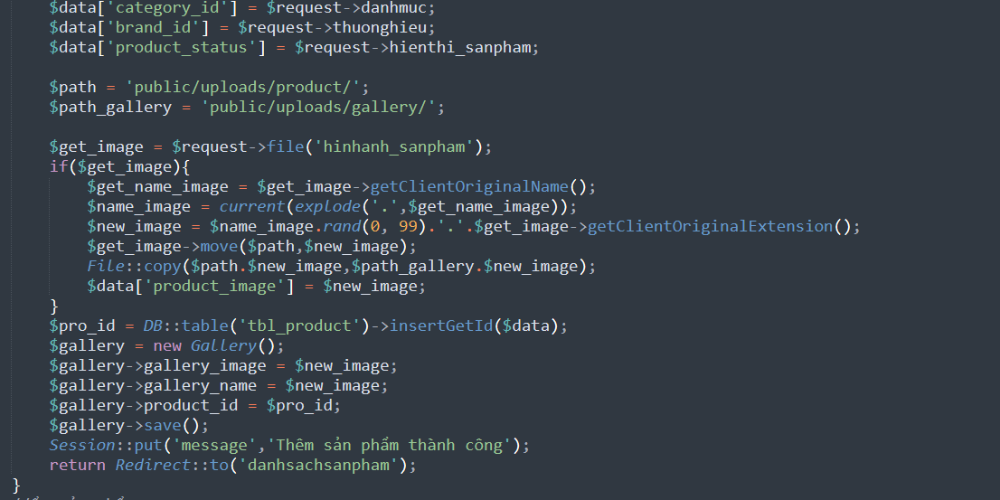 $data['category_id'] = $request->danhmuc;
$data['brand_id'] = $request->thuonghieu;
$data['product_status'] = $request->hienthi_sanpham;
$path = 'public/uploads/product/';
$path_gallery = 'public/uploads/gallery/';
$get_image = $request->file('hinhanh_sanpham');
if($get_image){
$get_name_image = $get_image->getClientOriginalName();
$name_image = current(explode('.',$get_name_image));
$new_image = $name_image.rand(0, 99).'.'.$get_image->getClientOriginalExtension();
$get_image->move($path,$new_image);
File::copy($path.$new_image,$path_gallery.$new_image);
$data['product_image'] = $new_image;
}
$pro_id = DB::table('tbl_product')->insertGetId($data);
$gallery = new Gallery();
$gallery->gallery_image = $new_image;
$gallery->gallery_name = $new_image;
$gallery->product_id = $pro_id;
$gallery->save();
Session::put('message','Thêm sản phẩm thành công');
return Redirect::to('danhsachsanpham');
}